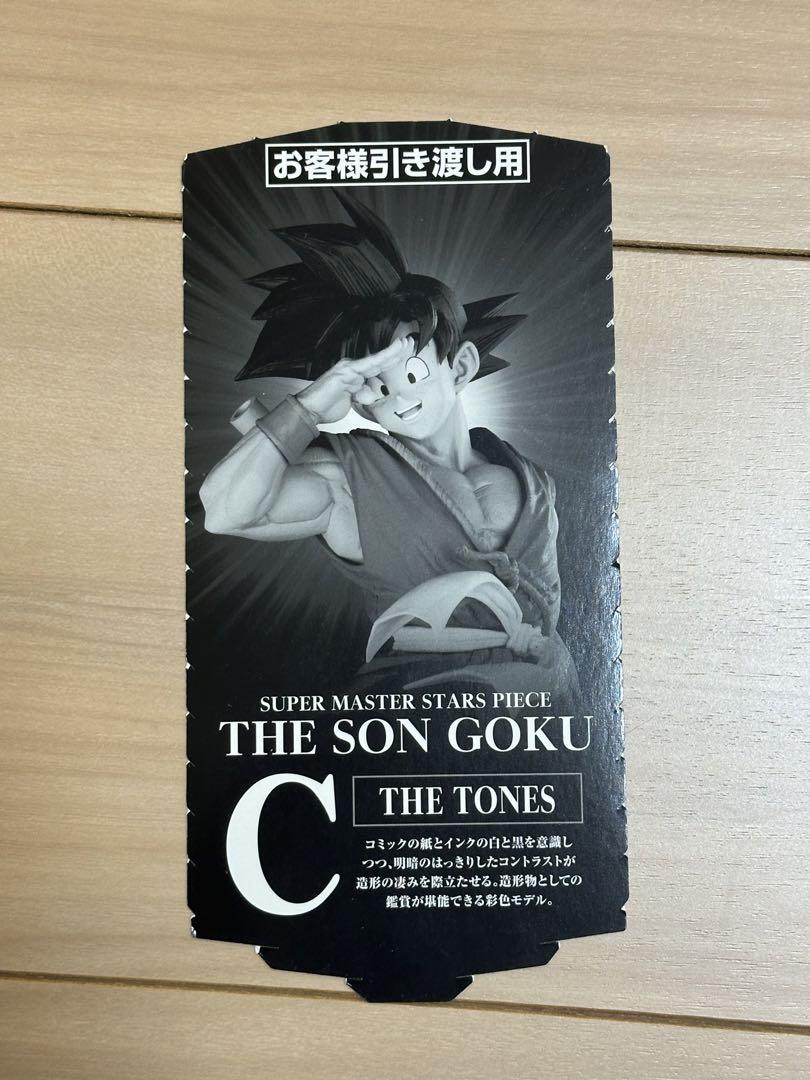 お客様引き渡し用
SUPER MASTER STARS PIECE
THE SON GOKU
C
THE TONES
コミックの紙とインクの白と黒を意識し
つつ、明暗のはっきりしたコントラストが
造形の凄みを際立たせる。造形物としての
鑑賞が堪能できる彩色モデル。